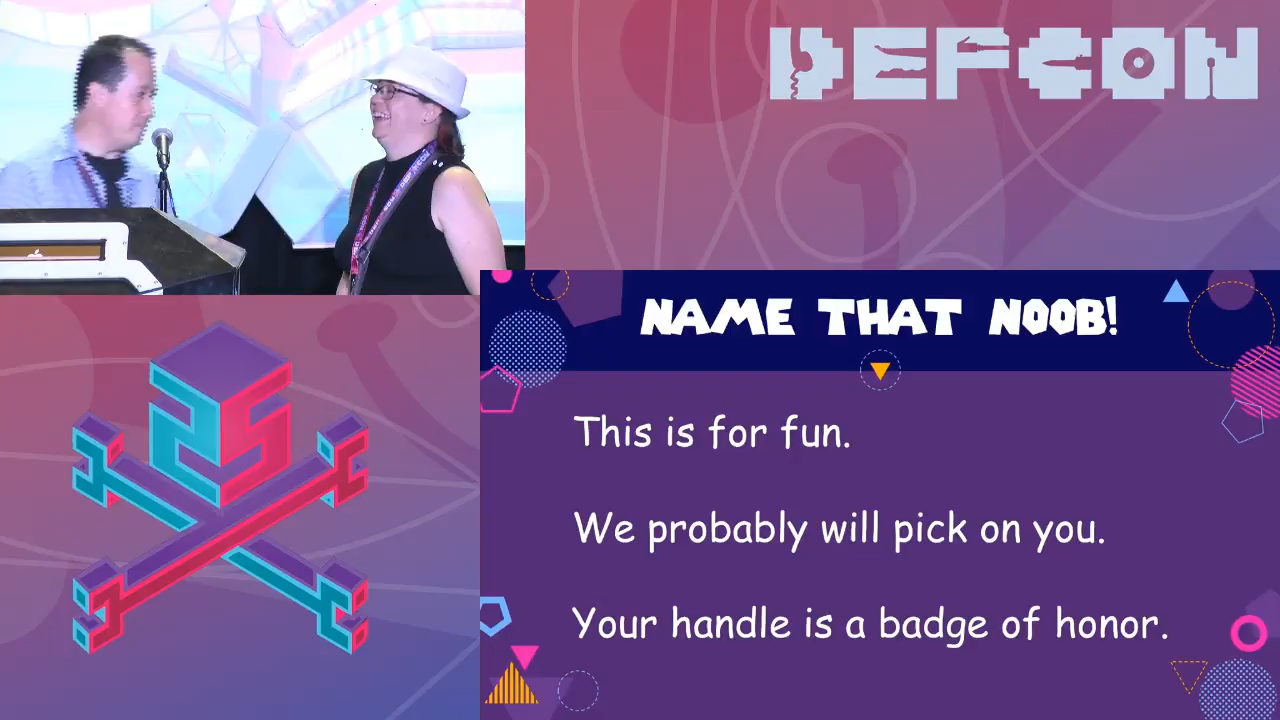 DEFCON
NAME THAT NOOB!
25
This is for fun.
We probably will pick on you.
Your handle is a badge of honor.